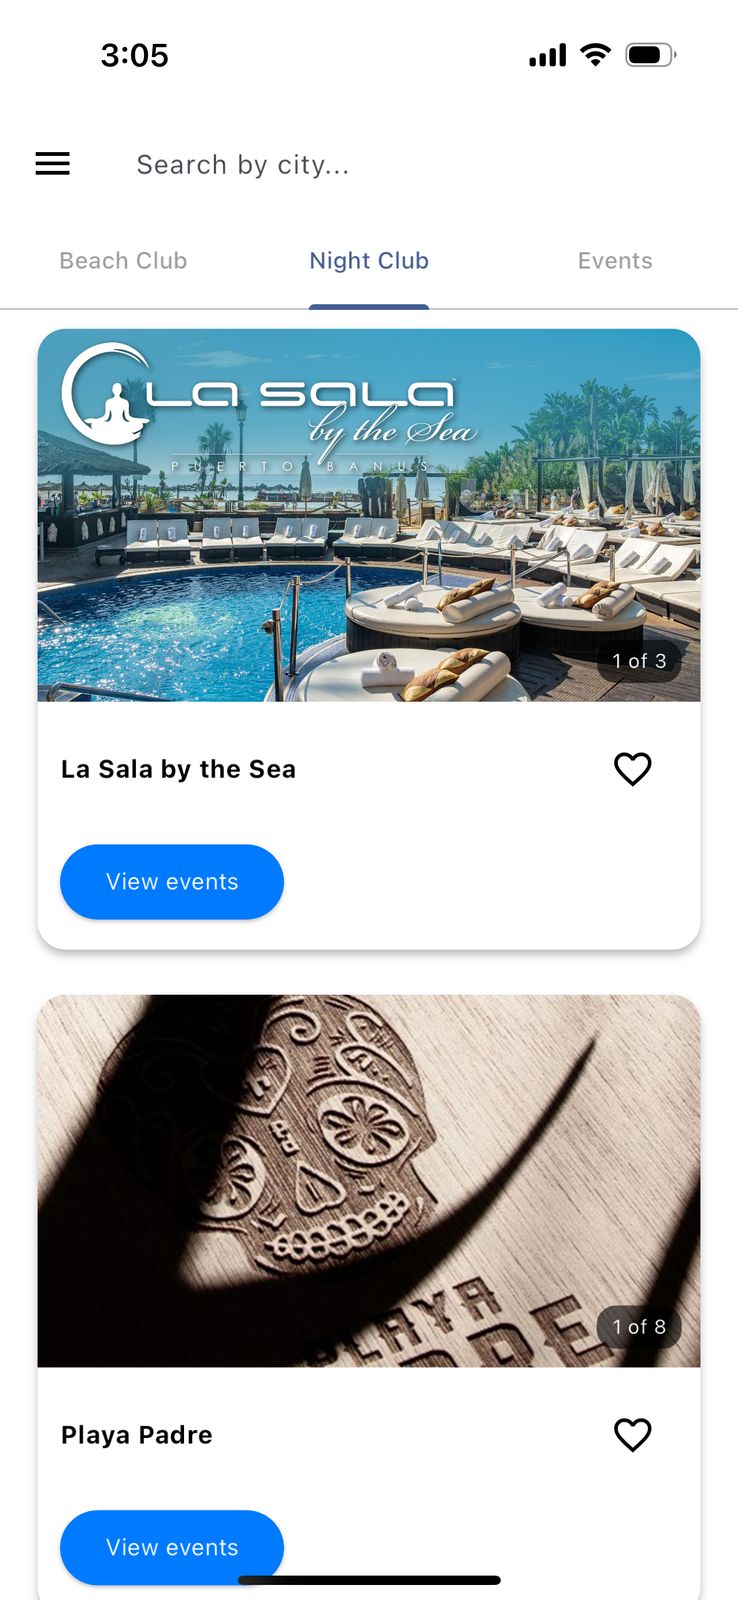 3:05
Search by city...
Beach Club
Night Club
Events
La sala
by the Sea
PUERTO BANUS
1 of 3
La Sala by the Sea
View events
PLAYA
1 of 8
Playa Padre
View events